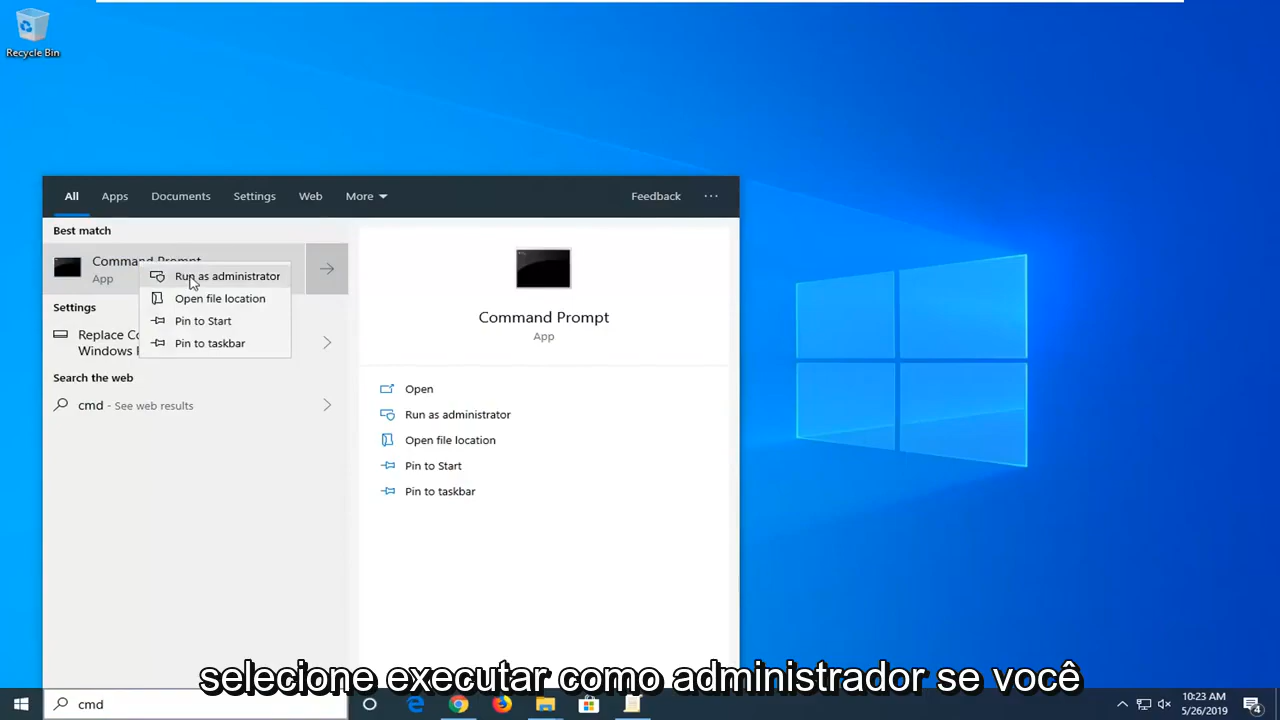 Recycle Bin
All Apps Documents Settings Web More Feedback ...
Best match
Command Prompt
App
Run as administrator
Open file location
Pin to Start
Pin to taskbar
Settings
Replace Co
Windows
Search the web
cmd - See web results
Command Prompt
App
Open
Run as administrator
Open file location
Pin to Start
Pin to taskbar
selecione executar como administrador se você
cmd
10:23 AM
5/26/2019
4